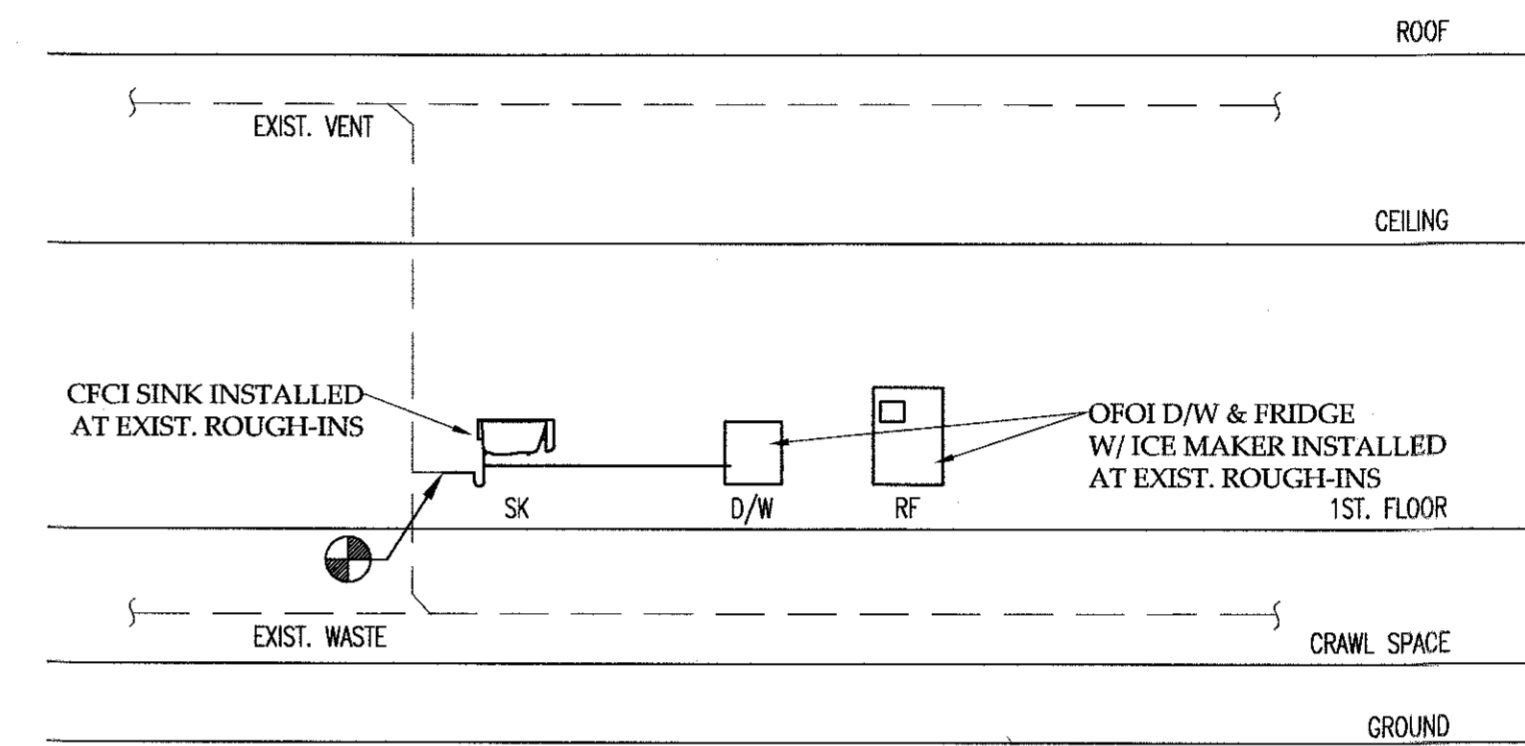 ROOF
EXIST. VENT
CEILING
CFCI SINK INSTALLED
AT EXIST. ROUGH-INS
OFOI D/W & FRIDGE
W/ ICE MAKER INSTALLED
AT EXIST. ROUGH-INS
SK
D/W
RF
1ST. FLOOR
EXIST. WASTE
CRAWL SPACE
GROUND